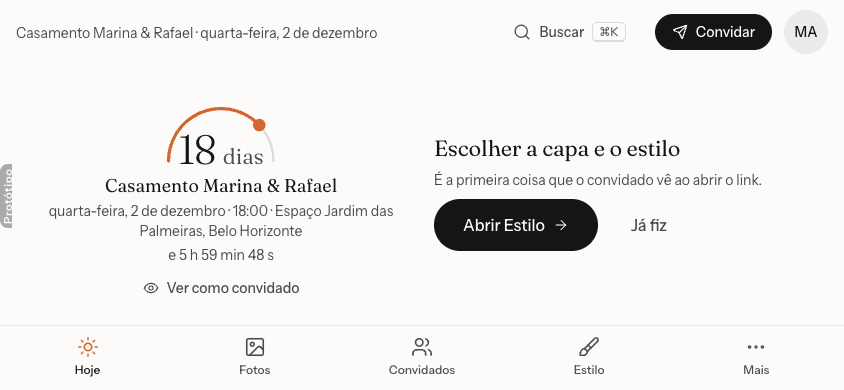 Casamento Marina & Rafael · quarta-feira, 2 de dezembro
Buscar ⌘K
Convidar
MA
Protótipo
18 dias
Casamento Marina & Rafael
quarta-feira, 2 de dezembro · 18:00 · Espaço Jardim das
Palmeiras, Belo Horizonte
e 5 h 59 min 48 s
Ver como convidado
Escolher a capa e o estilo
É a primeira coisa que o convidado vê ao abrir o link.
Abrir Estilo →
Já fiz
Hoje
Fotos
Convidados
Estilo
Mais